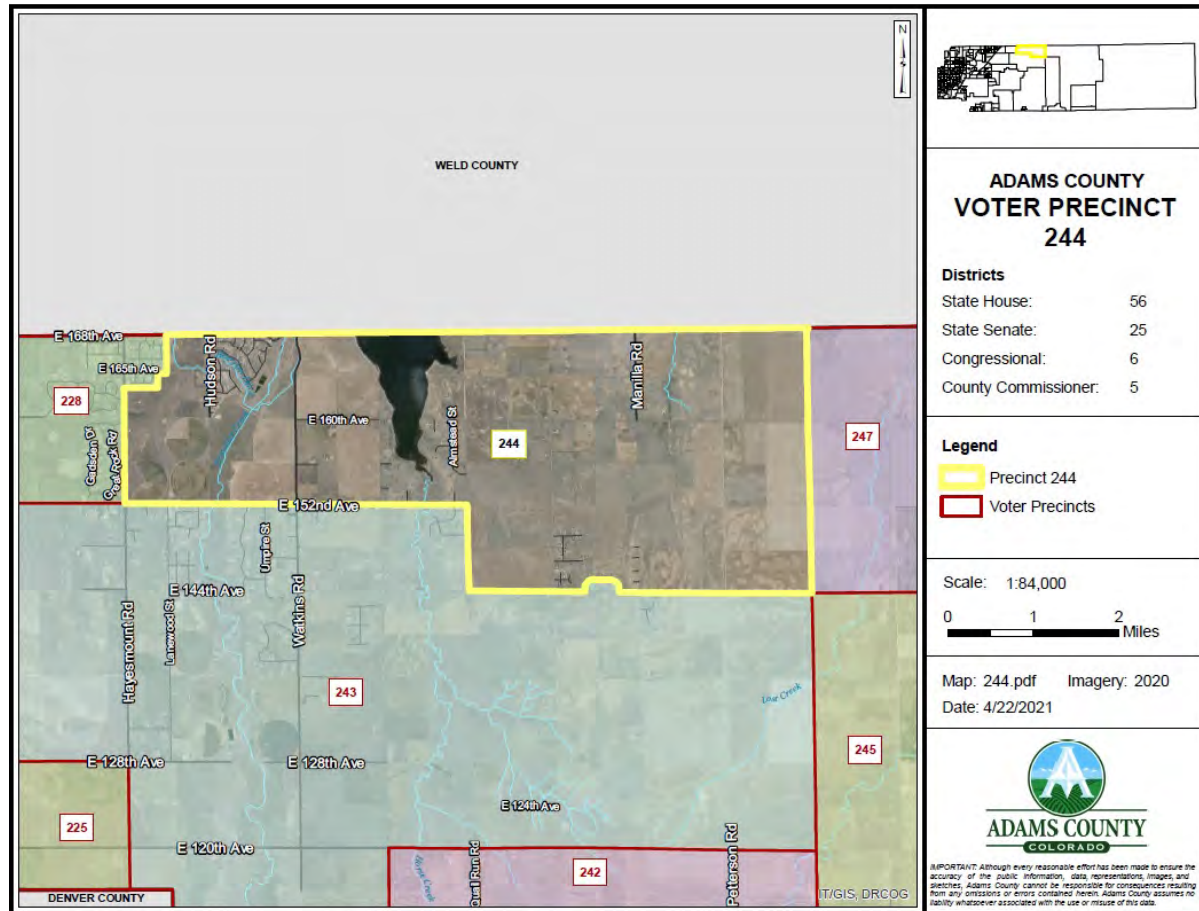 N
WELD COUNTY
E 168th Ave
E 165th Ave
Hudson Rd
Manilla Rd
228
E 160th Ave
Almstead St
244
247
Gadsden Dr
Great Rock Rd
E 152nd Ave
Umpire St
E 144th Ave
Lanewood St
Watkins Rd
Hayesmount Rd
243
Lost Creek
245
E 128th Ave
E 128th Ave
E 124th Ave
225
E 120th Ave
Quail Run Rd
Petterson Rd
242
DENVER COUNTY
IT/GIS, DRCOG
ADAMS COUNTY
VOTER PRECINCT
244
Districts
State House: 56
State Senate: 25
Congressional: 6
County Commissioner: 5
Legend
Precinct 244
Voter Precincts
Scale: 1:84,000
0 1 2
Miles
Map: 244.pdf Imagery: 2020
Date: 4/22/2021
ADAMS COUNTY
COLORADO
IMPORTANT: Although every reasonable effort has been made to ensure the
accuracy of the public information, data, representations, images, and
sketches, Adams County cannot be responsible for consequences resulting
from any omissions or errors contained herein. Adams County assumes no
liability whatsoever associated with the use or misuse of this data.